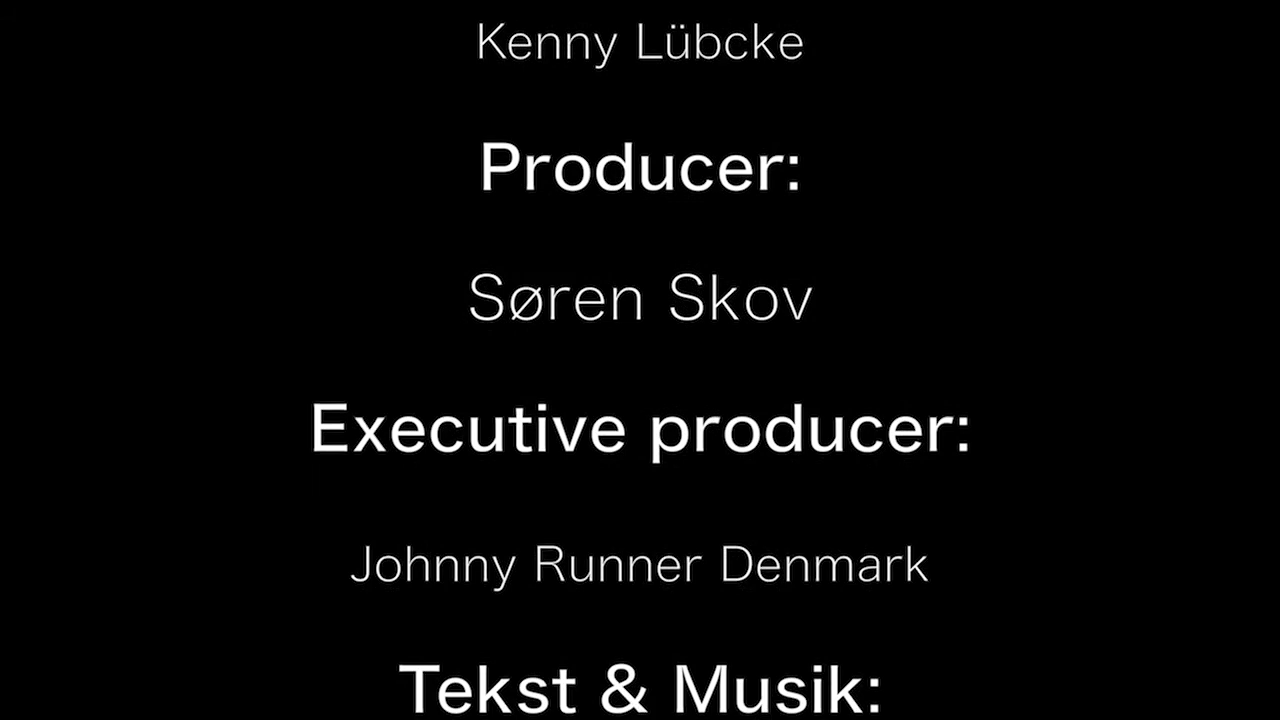 Kenny Lübcke
Producer:
Søren Skov
Executive producer:
Johnny Runner Denmark
Tekst & Musik: